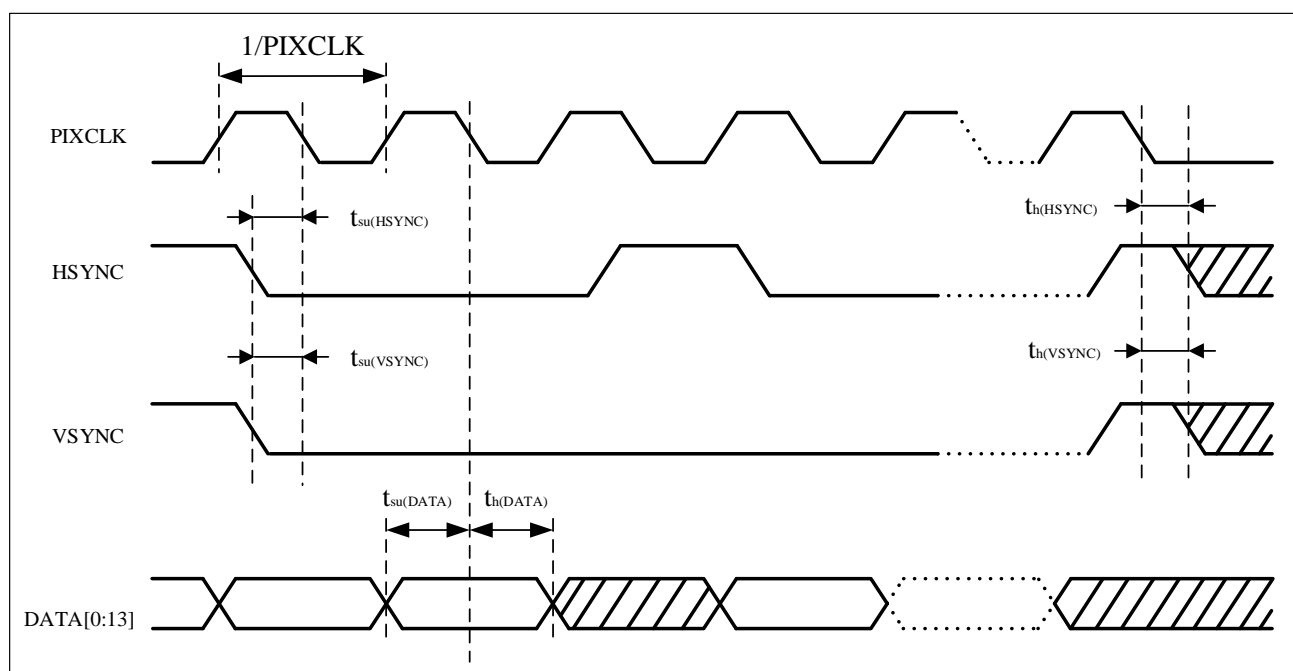 1/PIXCLK
PIXCLK
tsu(HSYNC)
th(HSYNC)
HSYNC
tsu(VSYNC)
th(VSYNC)
VSYNC
tsu(DATA) th(DATA)
DATA[0:13]